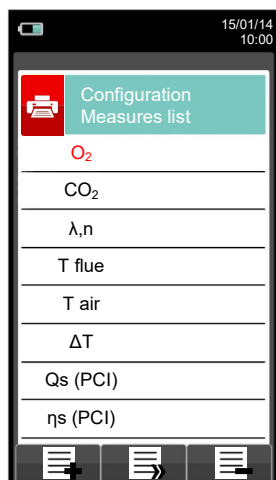 15/01/14
10:00
Configuration
Measures list
O₂
CO₂
λ,n
T flue
T air
ΔT
Qs (PCI)
ηs (PCI)